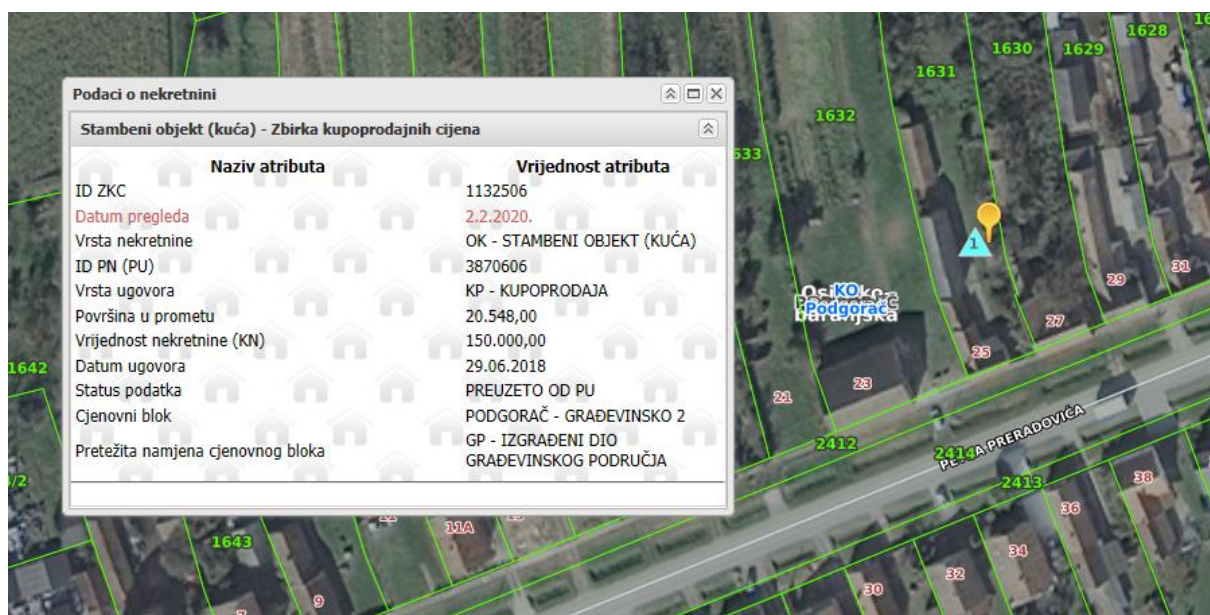 Podaci o nekretnini
Stambeni objekt (kuća) - Zbirka kupoprodajnih cijena
Naziv atributa Vrijednost atributa
ID ZKC 1132506
Datum pregleda 2.2.2020.
Vrsta nekretnine OK - STAMBENI OBJEKT (KUĆA)
ID PN (PU) 3870606
Vrsta ugovora KP - KUPOPRODAJA
Površina u prometu 20.548,00
Vrijednost nekretnine (KN) 150.000,00
Datum ugovora 29.06.2018
Status podatka PREUZETO OD PU
Cjenovni blok PODGORAČ - GRAĐEVINSKO 2
Pretežita namjena cjenovnog bloka GP - IZGRAĐENI DIO
GRAĐEVINSKOG PODRUČJA
1628
1630
1629
1631
1632
633
1
29
31
27
KO
Podgorač
25
23
21
1642
2412
PETRA PRERADOVIĆA
2414
2413
38
36
11A
1643
34
32
30
9